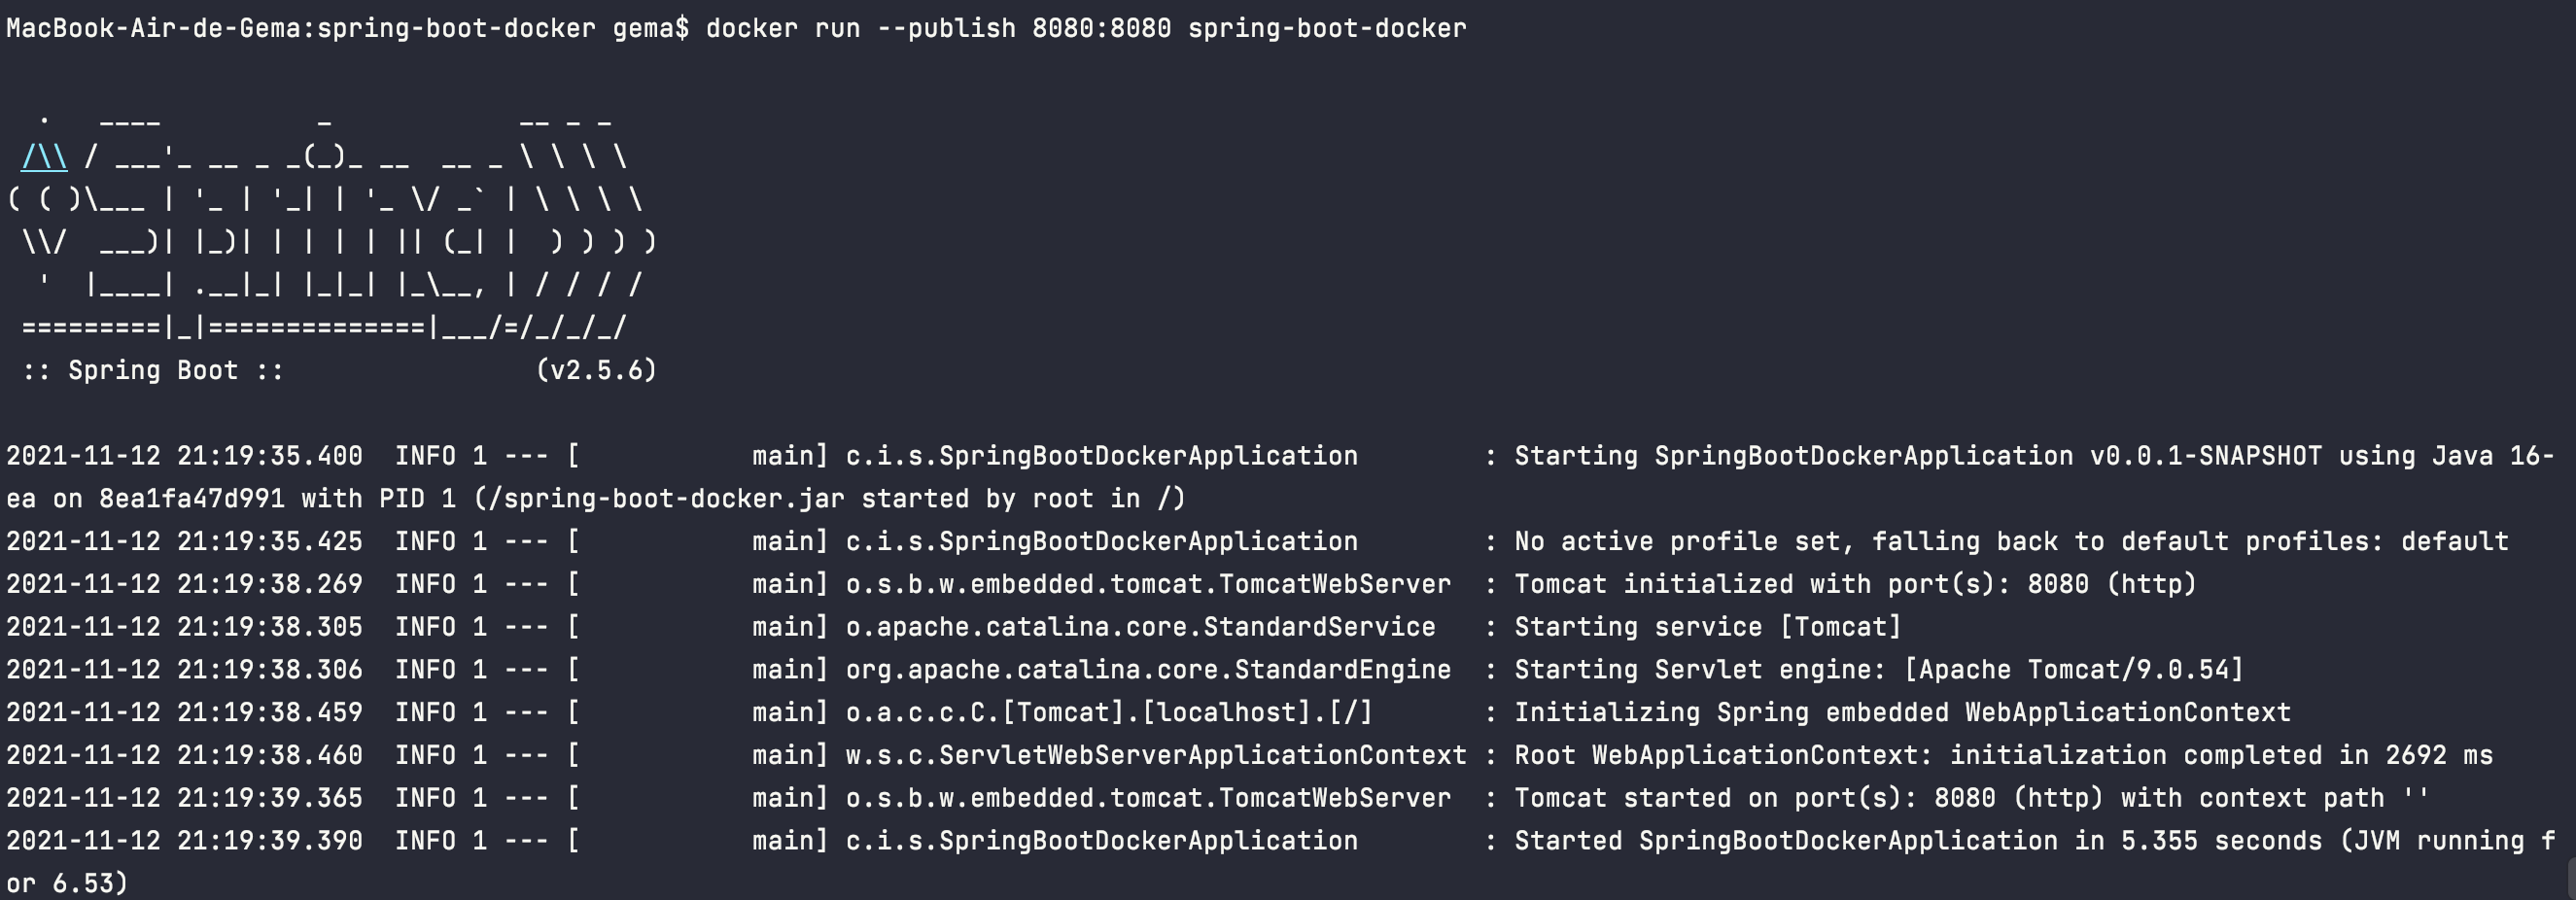 MacBook-Air-de-Gema:spring-boot-docker gema$ docker run --publish 8080:8080 spring-boot-docker

  .   ____          _            __ _ _
 /\\ / ___'_ __ _ _(_)_ __  __ _ \ \ \ \
( ( )\___ | '_ | '_| | '_ \/ _` | \ \ \ \
 \\/  ___)| |_)| | | | | || (_| |  ) ) ) )
  '  |____| .__|_| |_|_| |_\__, | / / / /
 =========|_|==============|___/=/_/_/_/
 :: Spring Boot ::                (v2.5.6)

2021-11-12 21:19:35.400  INFO 1 --- [           main] c.i.s.SpringBootDockerApplication        : Starting SpringBootDockerApplication v0.0.1-SNAPSHOT using Java 16-
ea on 8ea1fa47d991 with PID 1 (/spring-boot-docker.jar started by root in /)
2021-11-12 21:19:35.425  INFO 1 --- [           main] c.i.s.SpringBootDockerApplication        : No active profile set, falling back to default profiles: default
2021-11-12 21:19:38.269  INFO 1 --- [           main] o.s.b.w.embedded.tomcat.TomcatWebServer  : Tomcat initialized with port(s): 8080 (http)
2021-11-12 21:19:38.305  INFO 1 --- [           main] o.apache.catalina.core.StandardService   : Starting service [Tomcat]
2021-11-12 21:19:38.306  INFO 1 --- [           main] org.apache.catalina.core.StandardEngine  : Starting Servlet engine: [Apache Tomcat/9.0.54]
2021-11-12 21:19:38.459  INFO 1 --- [           main] o.a.c.c.C.[Tomcat].[localhost].[/]       : Initializing Spring embedded WebApplicationContext
2021-11-12 21:19:38.460  INFO 1 --- [           main] w.s.c.ServletWebServerApplicationContext : Root WebApplicationContext: initialization completed in 2692 ms
2021-11-12 21:19:39.365  INFO 1 --- [           main] o.s.b.w.embedded.tomcat.TomcatWebServer  : Tomcat started on port(s): 8080 (http) with context path ''
2021-11-12 21:19:39.390  INFO 1 --- [           main] c.i.s.SpringBootDockerApplication        : Started SpringBootDockerApplication in 5.355 seconds (JVM running f
or 6.53)